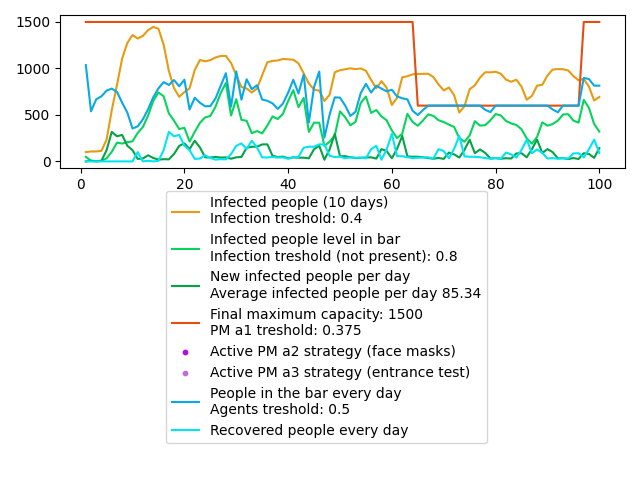 1500
1000
500
0
0
20
40
60
80
100
Infected people (10 days)
Infection treshold: 0.4
Infected people level in bar
Infection treshold (not present): 0.8
New infected people per day
Average infected people per day 85.34
Final maximum capacity: 1500
PM a1 treshold: 0.375
Active PM a2 strategy (face masks)
Active PM a3 strategy (entrance test)
People in the bar every day
Agents treshold: 0.5
Recovered people every day